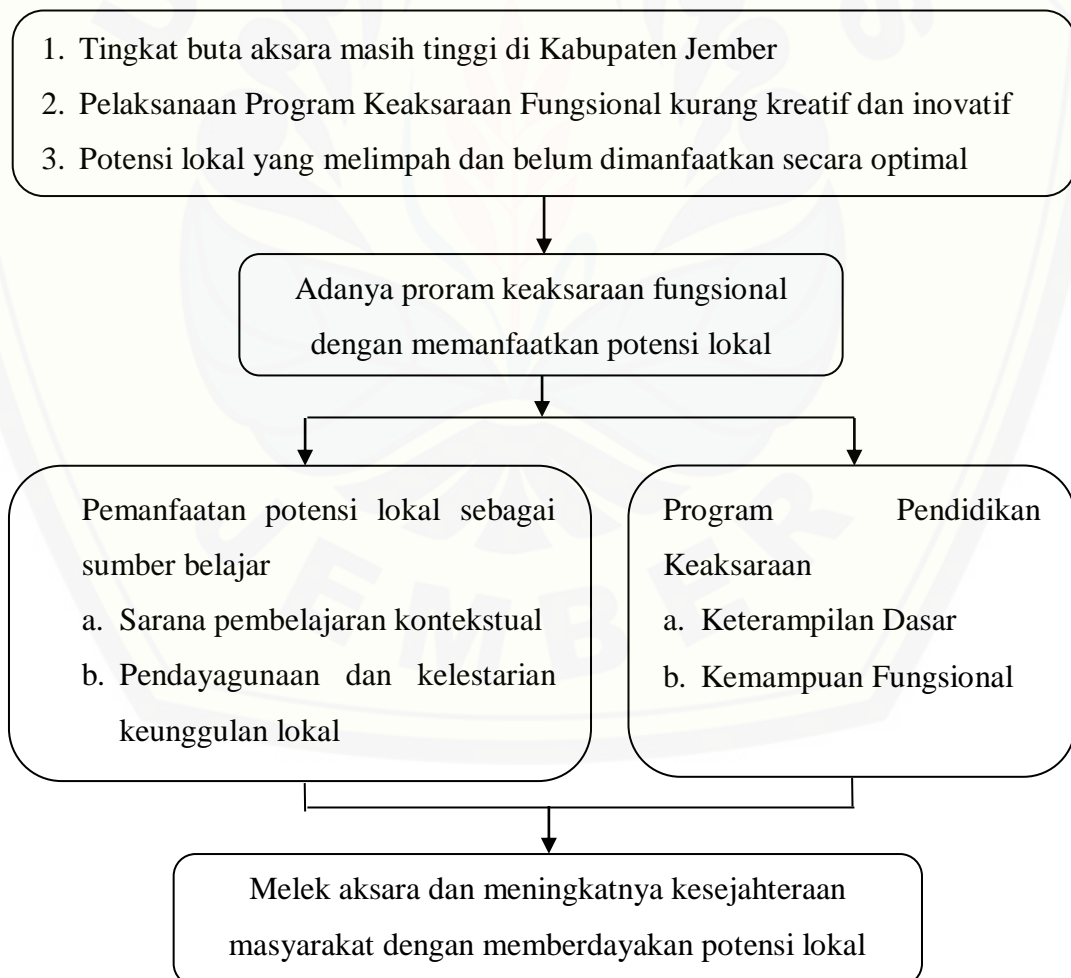 1. Tingkat buta aksara masih tinggi di Kabupaten Jember
2. Pelaksanaan Program Keaksaraan Fungsional kurang kreatif dan inovatif
3. Potensi lokal yang melimpah dan belum dimanfaatkan secara optimal
Adanya proram keaksaraan fungsional
dengan memanfaatkan potensi lokal
Pemanfaatan potensi lokal sebagai
sumber belajar
a. Sarana pembelajaran kontekstual
b. Pendayagunaan dan kelestarian
keunggulan lokal
Program Pendidikan
Keaksaraan
a. Keterampilan Dasar
b. Kemampuan Fungsional
JEMBER
Melek aksara dan meningkatnya kesejahteraan
masyarakat dengan memberdayakan potensi lokal